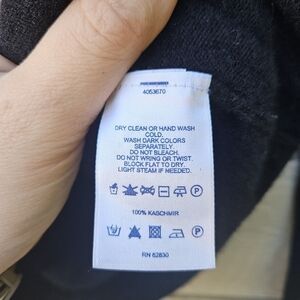 4053670
DRY CLEAN OR HAND WASH
COLD.
WASH DARK COLORS
SEPARATELY.
DO NOT BLEACH.
DO NOT WRING OR TWIST.
BLOCK FLAT TO DRY.
LIGHT STEAM IF NEEDED.
P
100% KASCHMIR
P
RN 62830